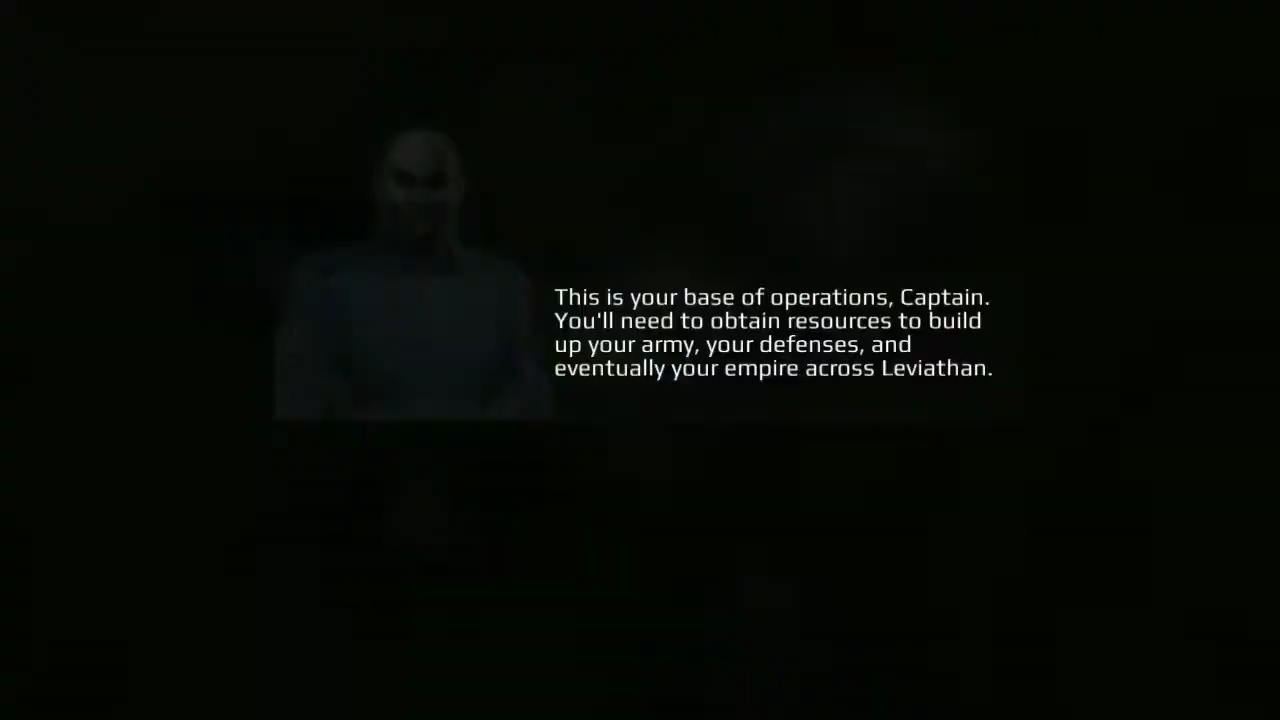 This is your base of operations, Captain.
You'll need to obtain resources to build
up your army, your defenses, and
eventually your empire across Leviathan.